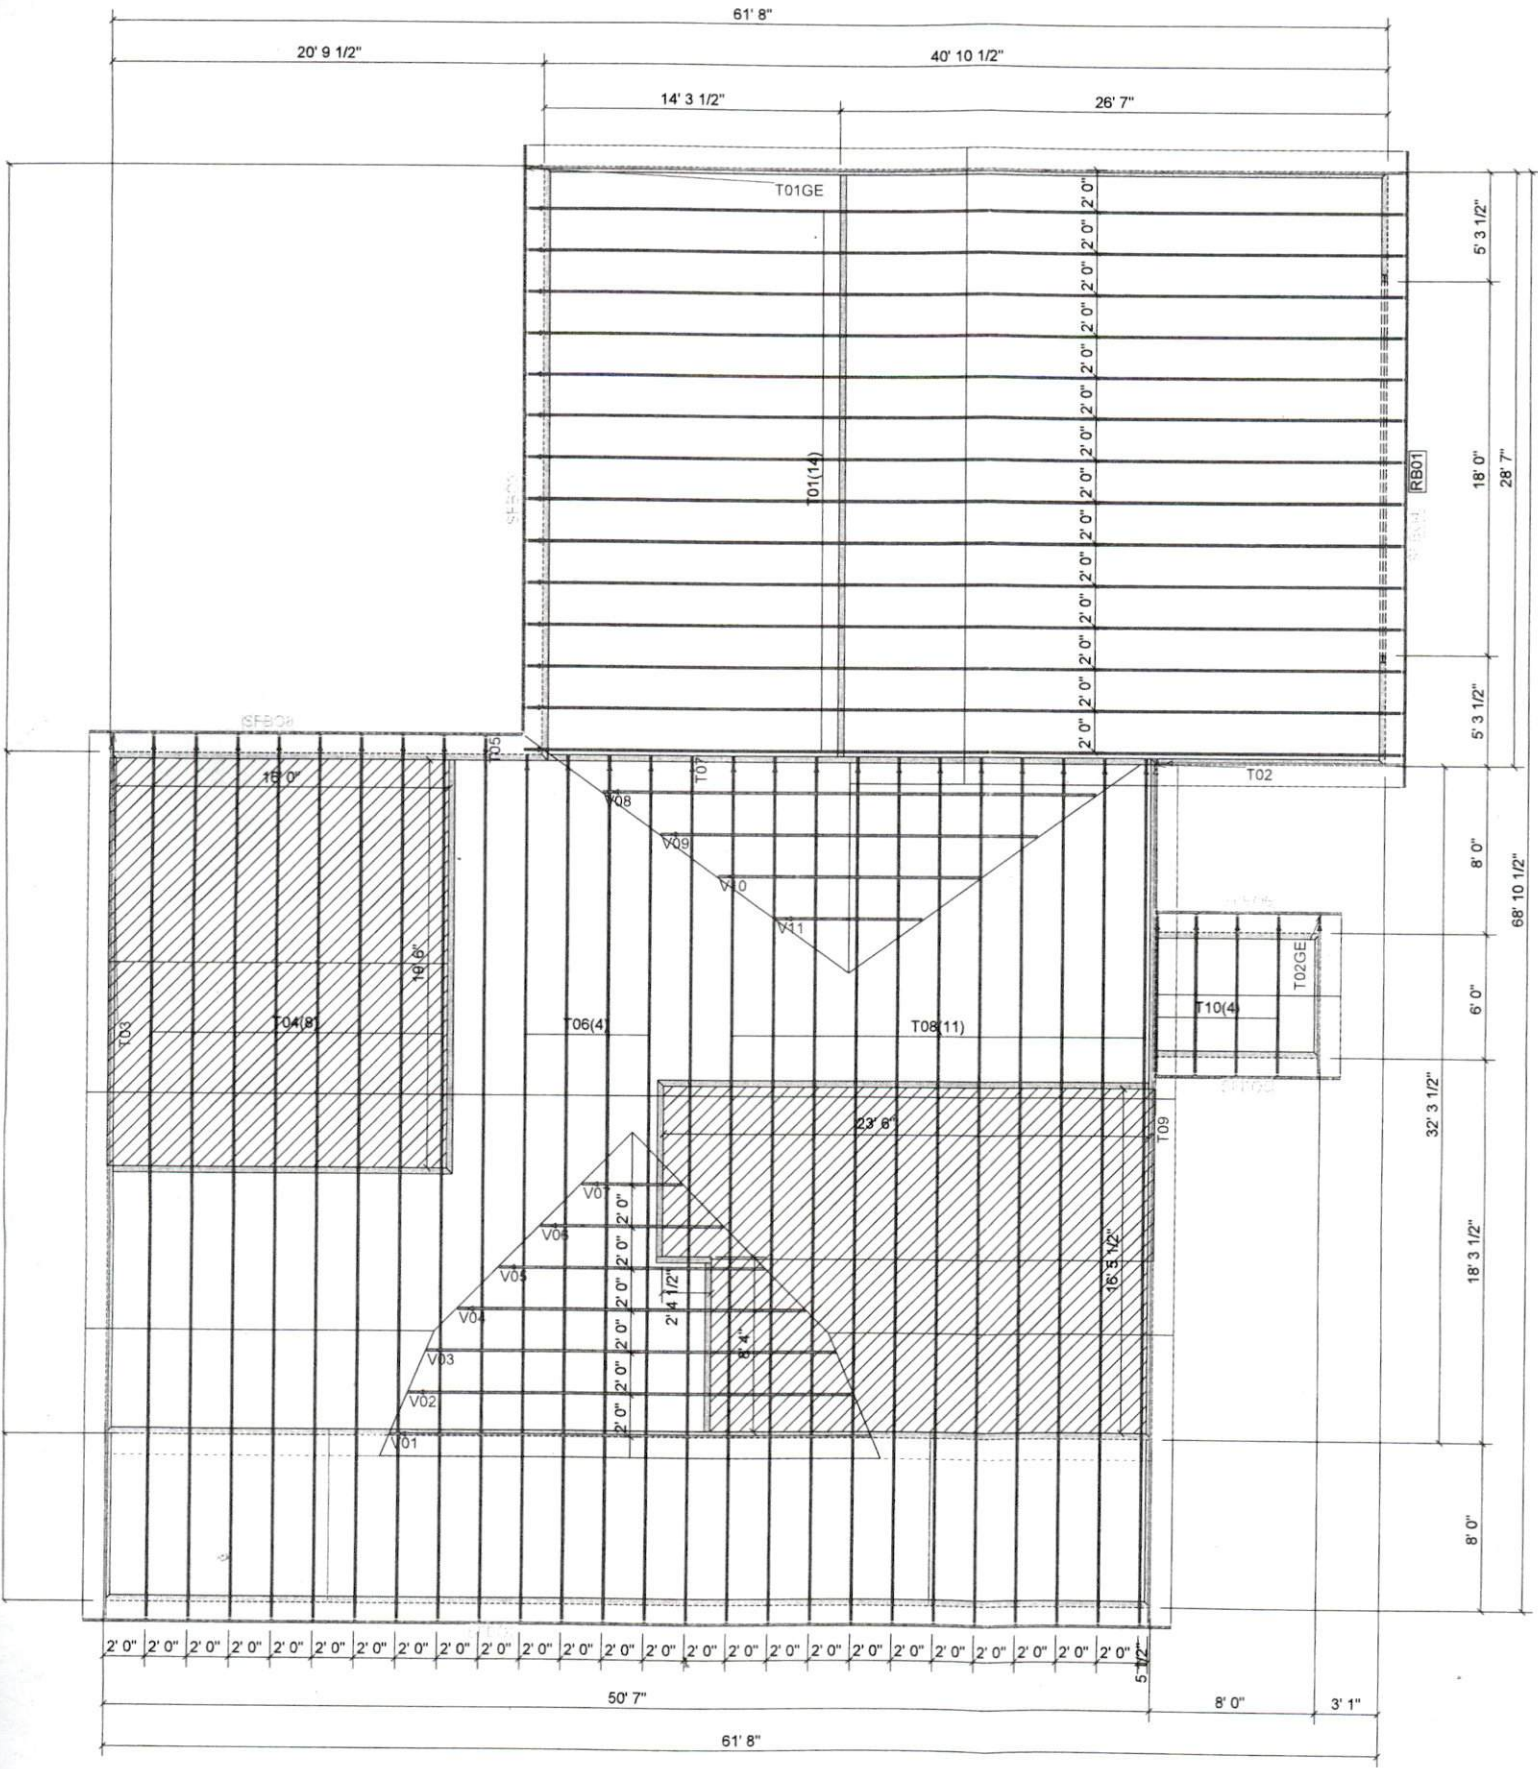 61' 8"
20' 9 1/2"
40' 10 1/2"
14' 3 1/2"
26' 7"
T01GE
2' 0"
2' 0"
2' 0"
2' 0"
2' 0"
2' 0"
2' 0"
2' 0"
2' 0"
2' 0"
2' 0"
2' 0"
2' 0"
2' 0"
T01(14)
RB01
5' 3 1/2"
18' 0"
28' 7"
5' 3 1/2"
T05
T07
T02
16' 0"
V08
V09
V10
V11
19' 6"
T03
T04(8)
T06(4)
T08(11)
T10(4)
T02GE
8' 0"
6' 0"
68' 10 1/2"
32' 3 1/2"
18' 3 1/2"
8' 0"
T09
23' 6"
16' 5 1/2"
2' 4 1/2"
8' 4"
V07
V06
V05
V04
V03
V02
V01
2' 0"
2' 0"
2' 0"
2' 0"
2' 0"
2' 0"
2' 0" 2' 0" 2' 0" 2' 0" 2' 0" 2' 0" 2' 0" 2' 0" 2' 0" 2' 0" 2' 0" 2' 0" 2' 0" 2' 0" 2' 0" 2' 0" 2' 0" 2' 0" 2' 0" 2' 0" 2' 0" 2' 0" 2' 0" 2' 0" 2' 0" 5 1/2"
50' 7"
8' 0"
3' 1"
61' 8"